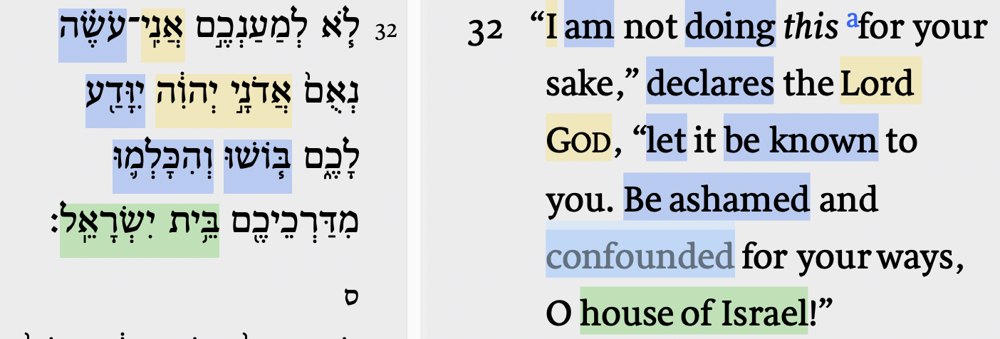 32 לֹ֧א לְמַעַנְכֶ֣ם אֲנִֽי־עֹשֶׂ֗ה
נְאֻם֙ אֲדֹנָ֣י יְהוִ֔ה יִוָּדַ֖ע
לָכֶ֑ם בּ֧וֹשׁוּ וְהִכָּלְמ֛וּ
מִדַּרְכֵיכֶ֖ם בֵּ֥ית יִשְׂרָאֵֽל׃
ס
32 “I am not doing this ᵃfor your
sake,” declares the Lord
GOD, “let it be known to
you. Be ashamed and
confounded for your ways,
O house of Israel!”